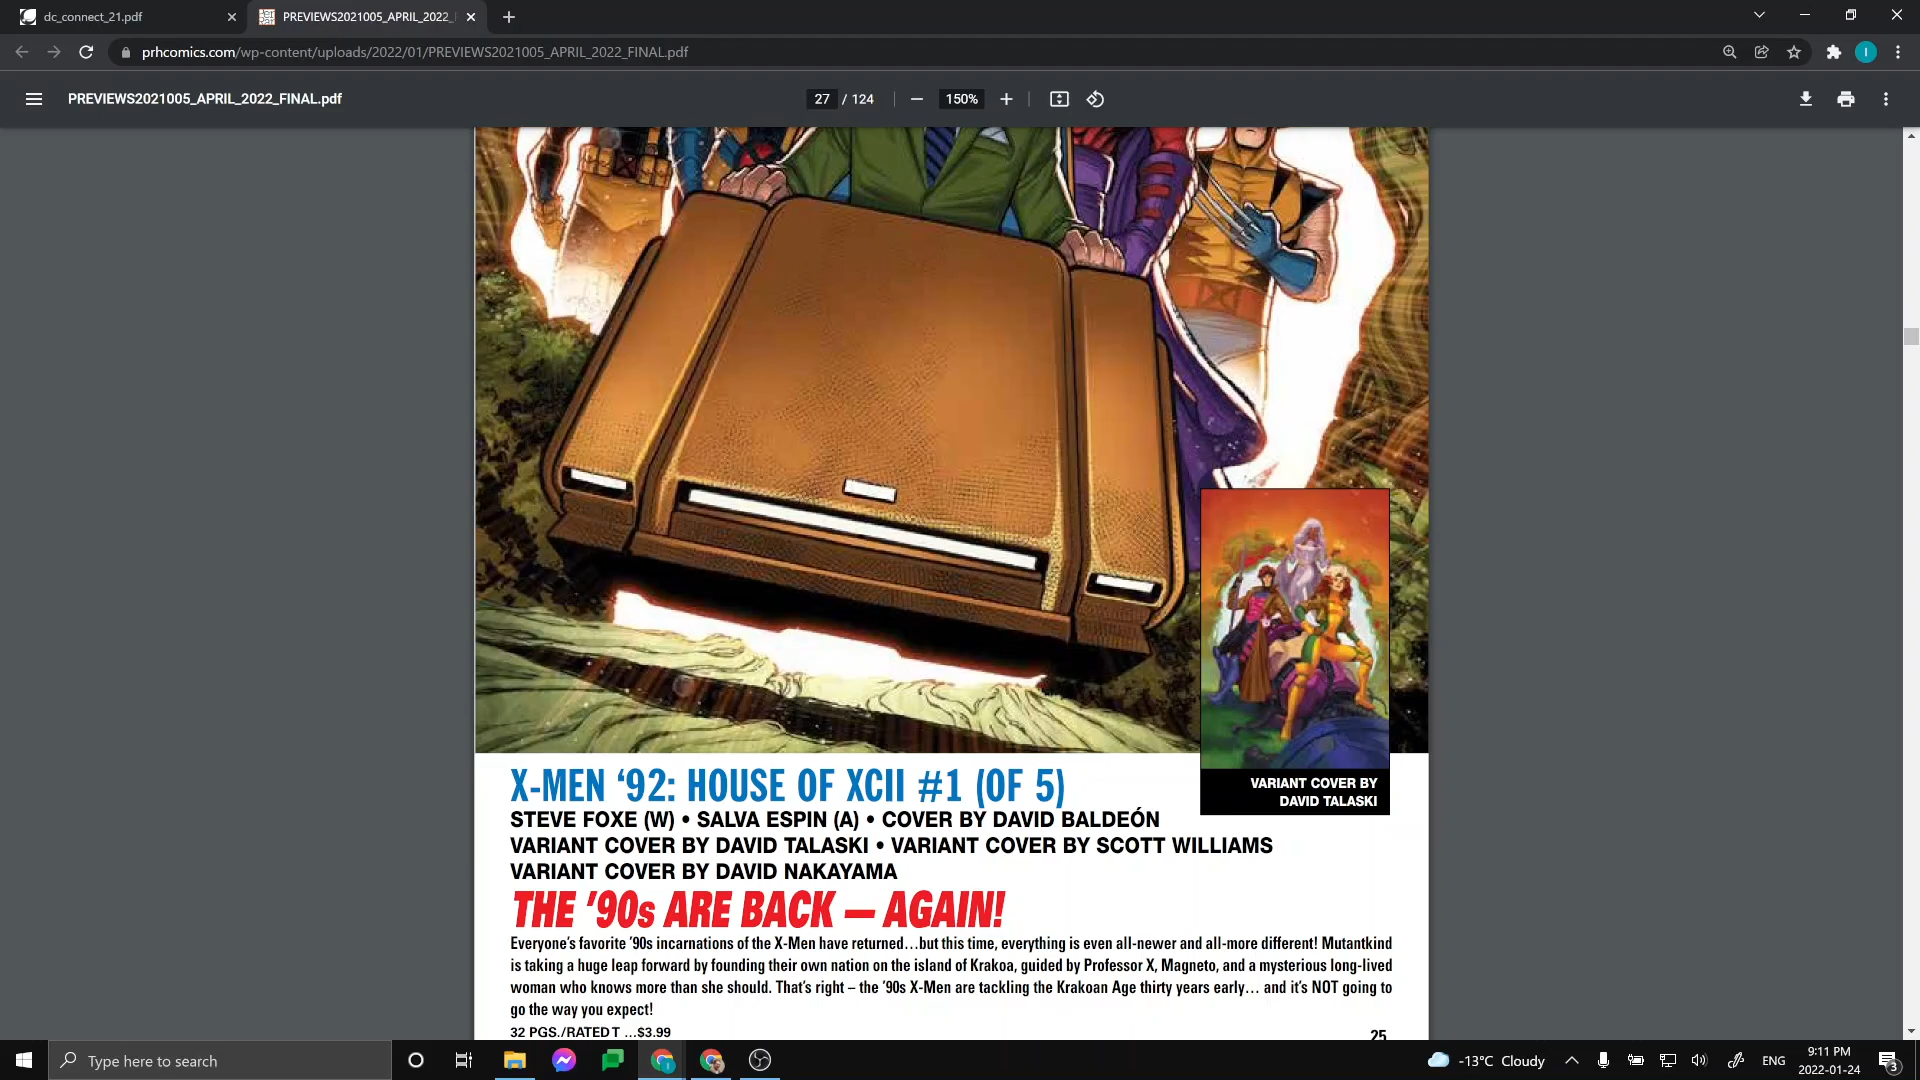 dc_connect_21.pdf
PREVIEWS2021005_APRIL_2022_
prhcomics.com/wp-content/uploads/2022/01/PREVIEWS2021005_APRIL_2022_FINAL.pdf
I
PREVIEWS2021005_APRIL_2022_FINAL.pdf
27 / 124
150%
VARIANT COVER BY
DAVID TALASKI
X-MEN ‘92: HOUSE OF XCII #1 (OF 5)
STEVE FOXE (W) • SALVA ESPIN (A) • COVER BY DAVID BALDEÓN
VARIANT COVER BY DAVID TALASKI • VARIANT COVER BY SCOTT WILLIAMS
VARIANT COVER BY DAVID NAKAYAMA
THE ’90s ARE BACK — AGAIN!
Everyone’s favorite ’90s incarnations of the X-Men have returned…but this time, everything is even all-newer and all-more different! Mutantkind
is taking a huge leap forward by founding their own nation on the island of Krakoa, guided by Professor X, Magneto, and a mysterious long-lived
woman who knows more than she should. That’s right – the ’90s X-Men are tackling the Krakoan Age thirty years early… and it’s NOT going to
go the way you expect!
32 PGS./RATED T …$3.99
25
Type here to search
-13°C Cloudy
ENG
9:11 PM
2022-01-24
3